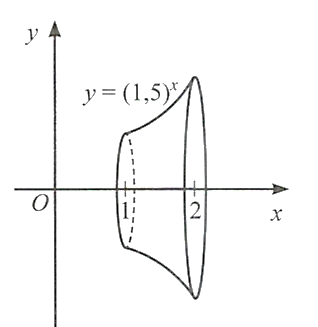 y
y = (1,5)^x
O
1
2
x